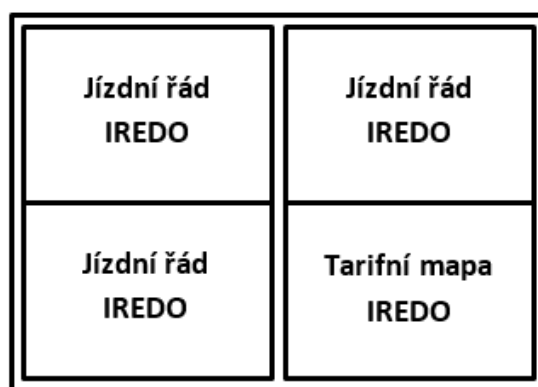 Jízdní řád
IREDO
Jízdní řád
IREDO
Jízdní řád
IREDO
Tarifní mapa
IREDO